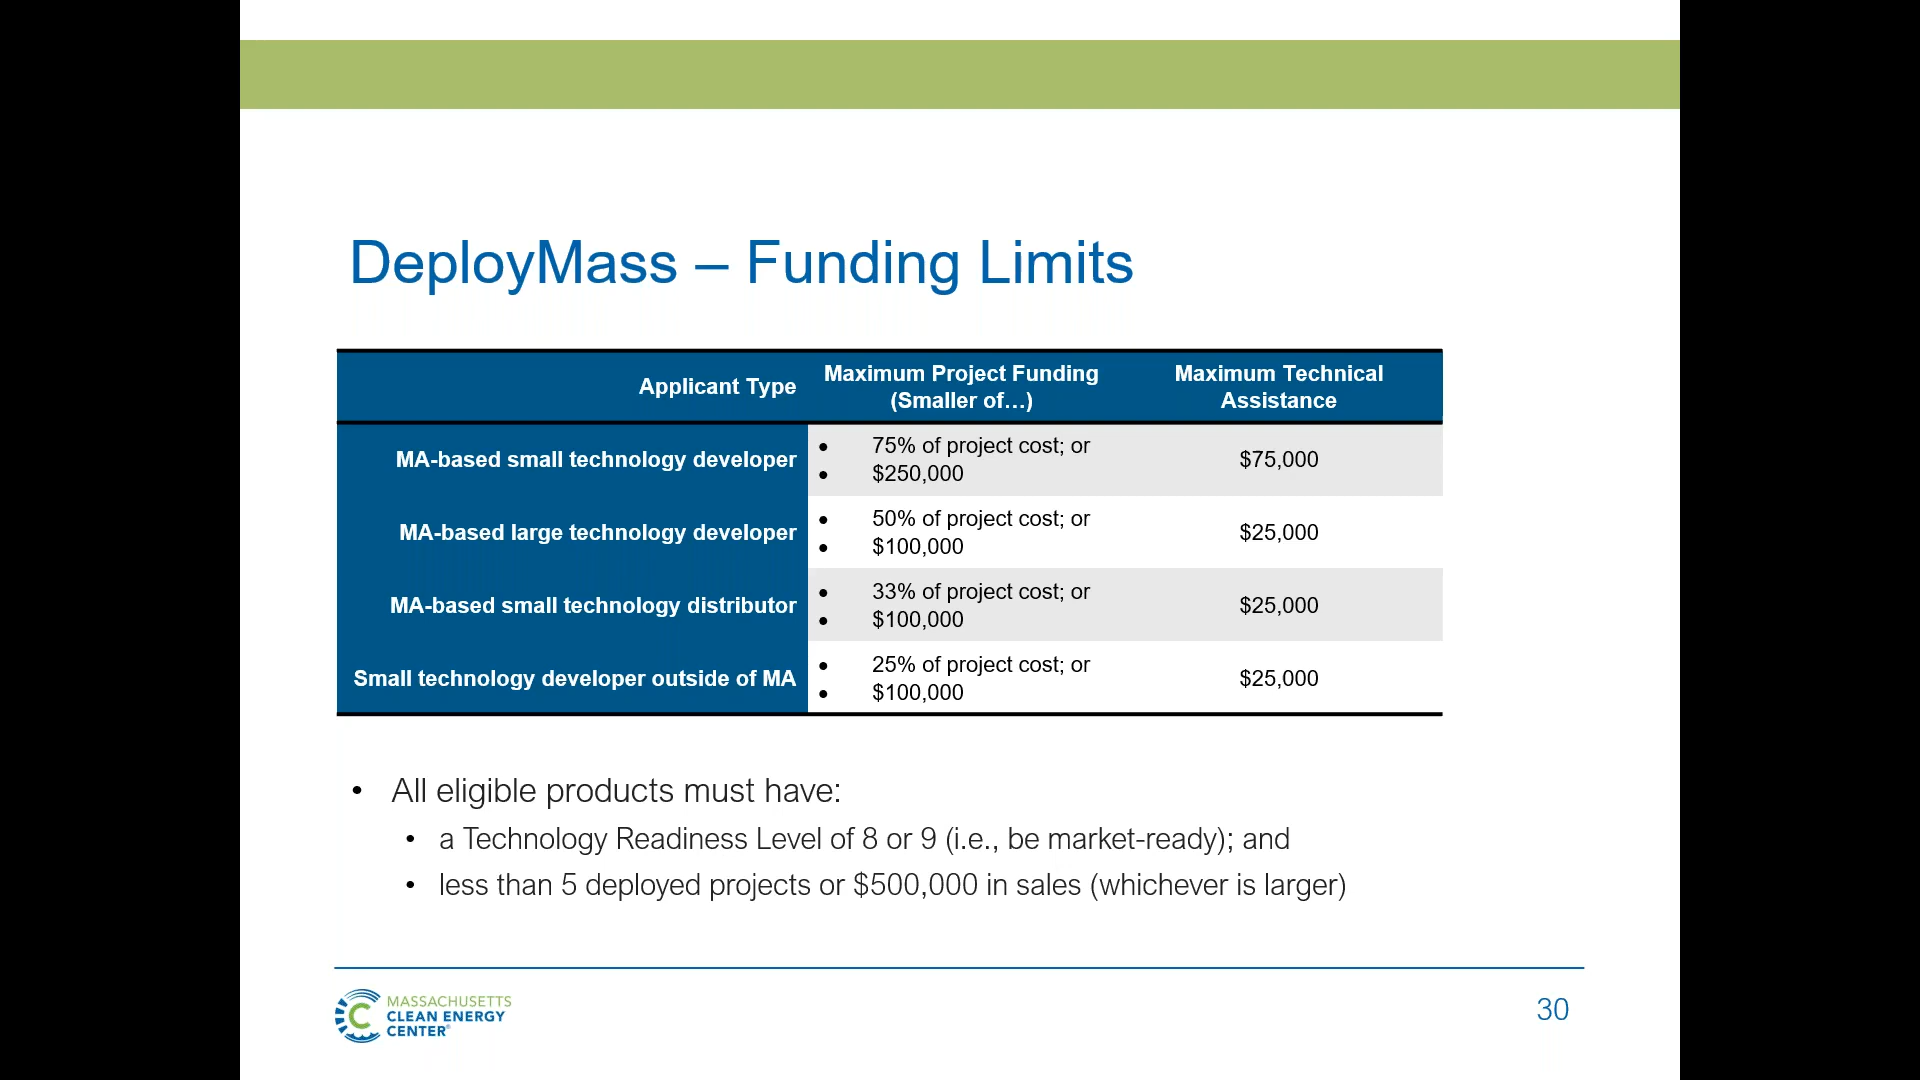 DeployMass – Funding Limits
Applicant Type
Maximum Project Funding
(Smaller of…)
Maximum Technical
Assistance
MA-based small technology developer
• 75% of project cost; or
• $250,000
$75,000
MA-based large technology developer
• 50% of project cost; or
• $100,000
$25,000
MA-based small technology distributor
• 33% of project cost; or
• $100,000
$25,000
Small technology developer outside of MA
• 25% of project cost; or
• $100,000
$25,000
• All eligible products must have:
• a Technology Readiness Level of 8 or 9 (i.e., be market-ready); and
• less than 5 deployed projects or $500,000 in sales (whichever is larger)
MASSACHUSETTS
CLEAN ENERGY
CENTER®
30